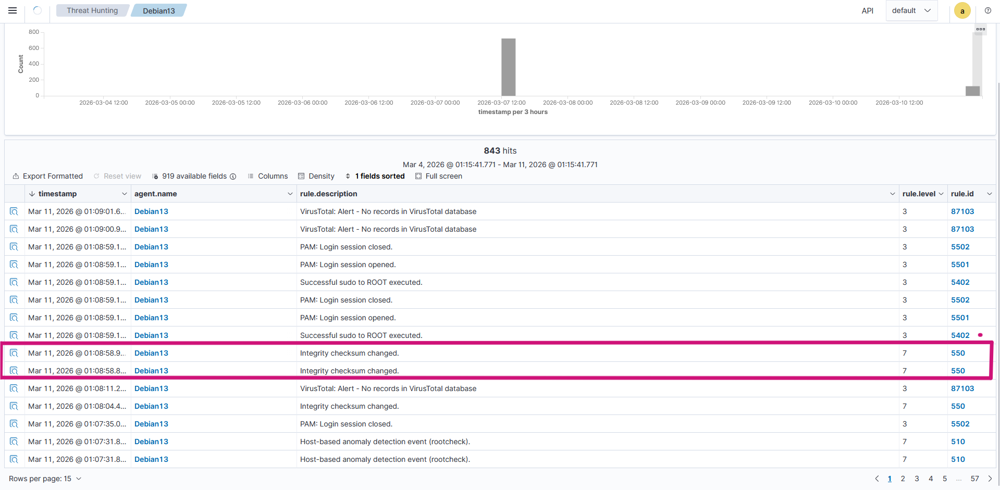 Threat Hunting Debian13 API default a
800
600
400
200
0
Count
2026-03-04 12:00 2026-03-05 00:00 2026-03-05 12:00 2026-03-06 00:00 2026-03-06 12:00 2026-03-07 00:00 2026-03-07 12:00 2026-03-08 00:00 2026-03-08 12:00 2026-03-09 00:00 2026-03-09 12:00 2026-03-10 00:00 2026-03-10 12:00
timestamp per 3 hours
843 hits
Mar 4, 2026 @ 01:15:41.771 - Mar 11, 2026 @ 01:15:41.771
Export Formatted Reset view 919 available fields Columns Density 1 fields sorted Full screen
timestamp agent.name rule.description rule.level rule.id
Mar 11, 2026 @ 01:09:01.6... Debian13 VirusTotal: Alert - No records in VirusTotal database 3 87103
Mar 11, 2026 @ 01:09:00.9... Debian13 VirusTotal: Alert - No records in VirusTotal database 3 87103
Mar 11, 2026 @ 01:08:59.1... Debian13 PAM: Login session closed. 3 5502
Mar 11, 2026 @ 01:08:59.1... Debian13 PAM: Login session opened. 3 5501
Mar 11, 2026 @ 01:08:59.1... Debian13 Successful sudo to ROOT executed. 3 5402
Mar 11, 2026 @ 01:08:59.1... Debian13 PAM: Login session closed. 3 5502
Mar 11, 2026 @ 01:08:59.1... Debian13 PAM: Login session opened. 3 5501
Mar 11, 2026 @ 01:08:59.1... Debian13 Successful sudo to ROOT executed. 3 5402
Mar 11, 2026 @ 01:08:58.9... Debian13 Integrity checksum changed. 7 550
Mar 11, 2026 @ 01:08:58.8... Debian13 Integrity checksum changed. 7 550
Mar 11, 2026 @ 01:08:11.2... Debian13 VirusTotal: Alert - No records in VirusTotal database 3 87103
Mar 11, 2026 @ 01:08:04.4... Debian13 Integrity checksum changed. 7 550
Mar 11, 2026 @ 01:07:35.0... Debian13 PAM: Login session closed. 3 5502
Mar 11, 2026 @ 01:07:31.8... Debian13 Host-based anomaly detection event (rootcheck). 7 510
Mar 11, 2026 @ 01:07:31.8... Debian13 Host-based anomaly detection event (rootcheck). 7 510
Rows per page: 15 1 2 3 4 5 ... 57